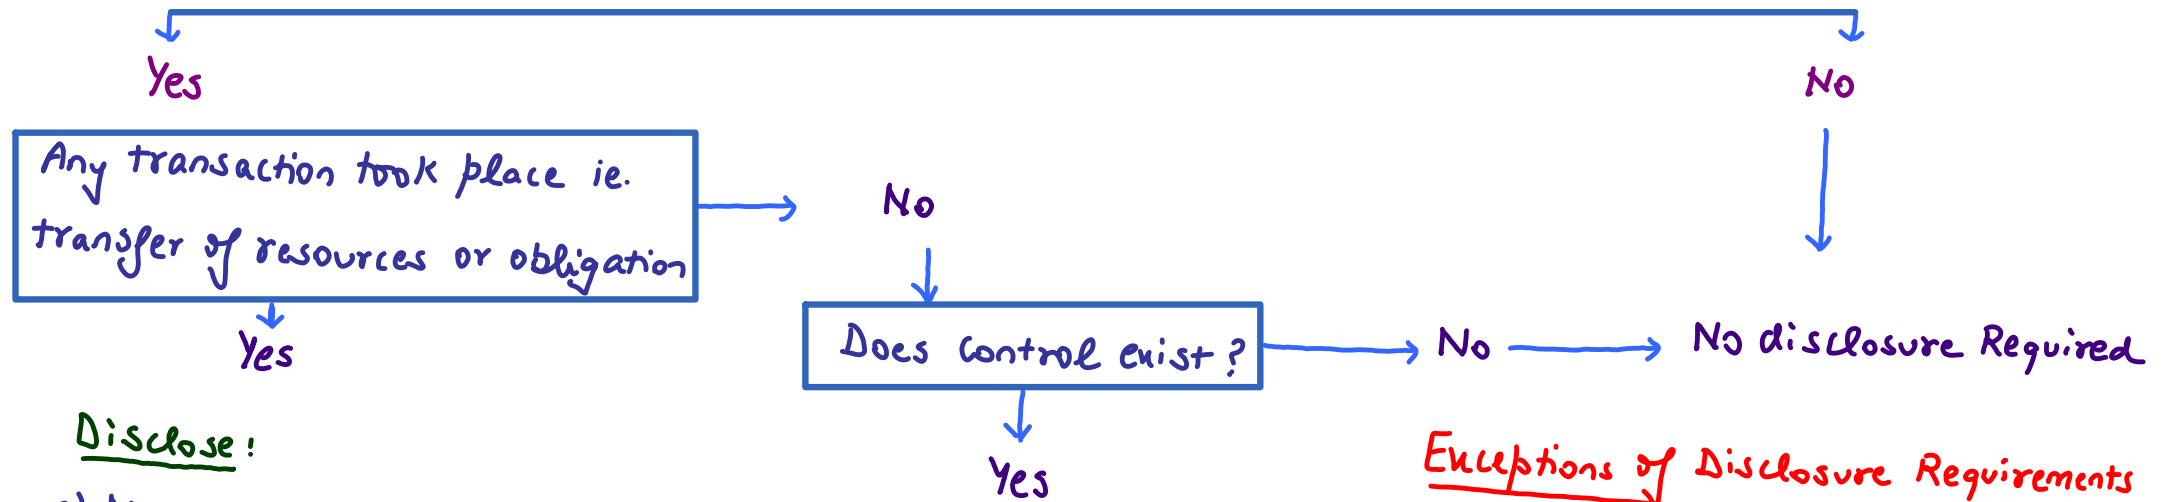 Yes
No
Any transaction took place ie.
transfer of resources or obligation
No
Yes
Does control exist?
No
No disclosure Required
Disclose:
Yes
Exceptions of Disclosure Requirements